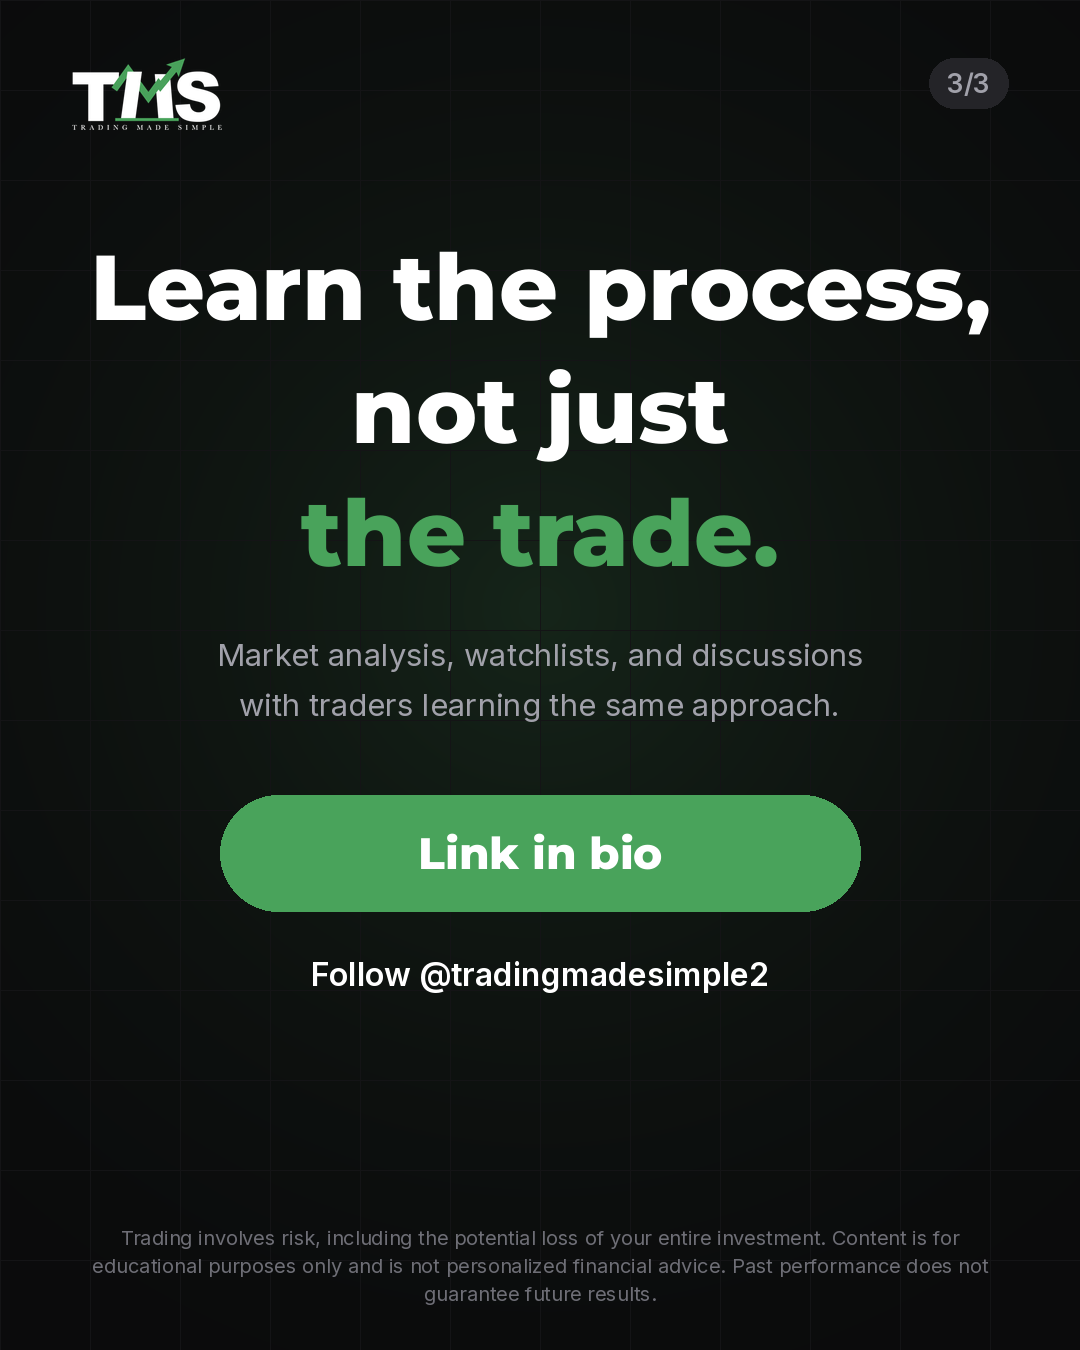 TMS
TRADING MADE SIMPLE
3/3
Learn the process,
not just
the trade.
Market analysis, watchlists, and discussions
with traders learning the same approach.
Link in bio
Follow @tradingmadesimple2
Trading involves risk, including the potential loss of your entire investment. Content is for
educational purposes only and is not personalized financial advice. Past performance does not
guarantee future results.